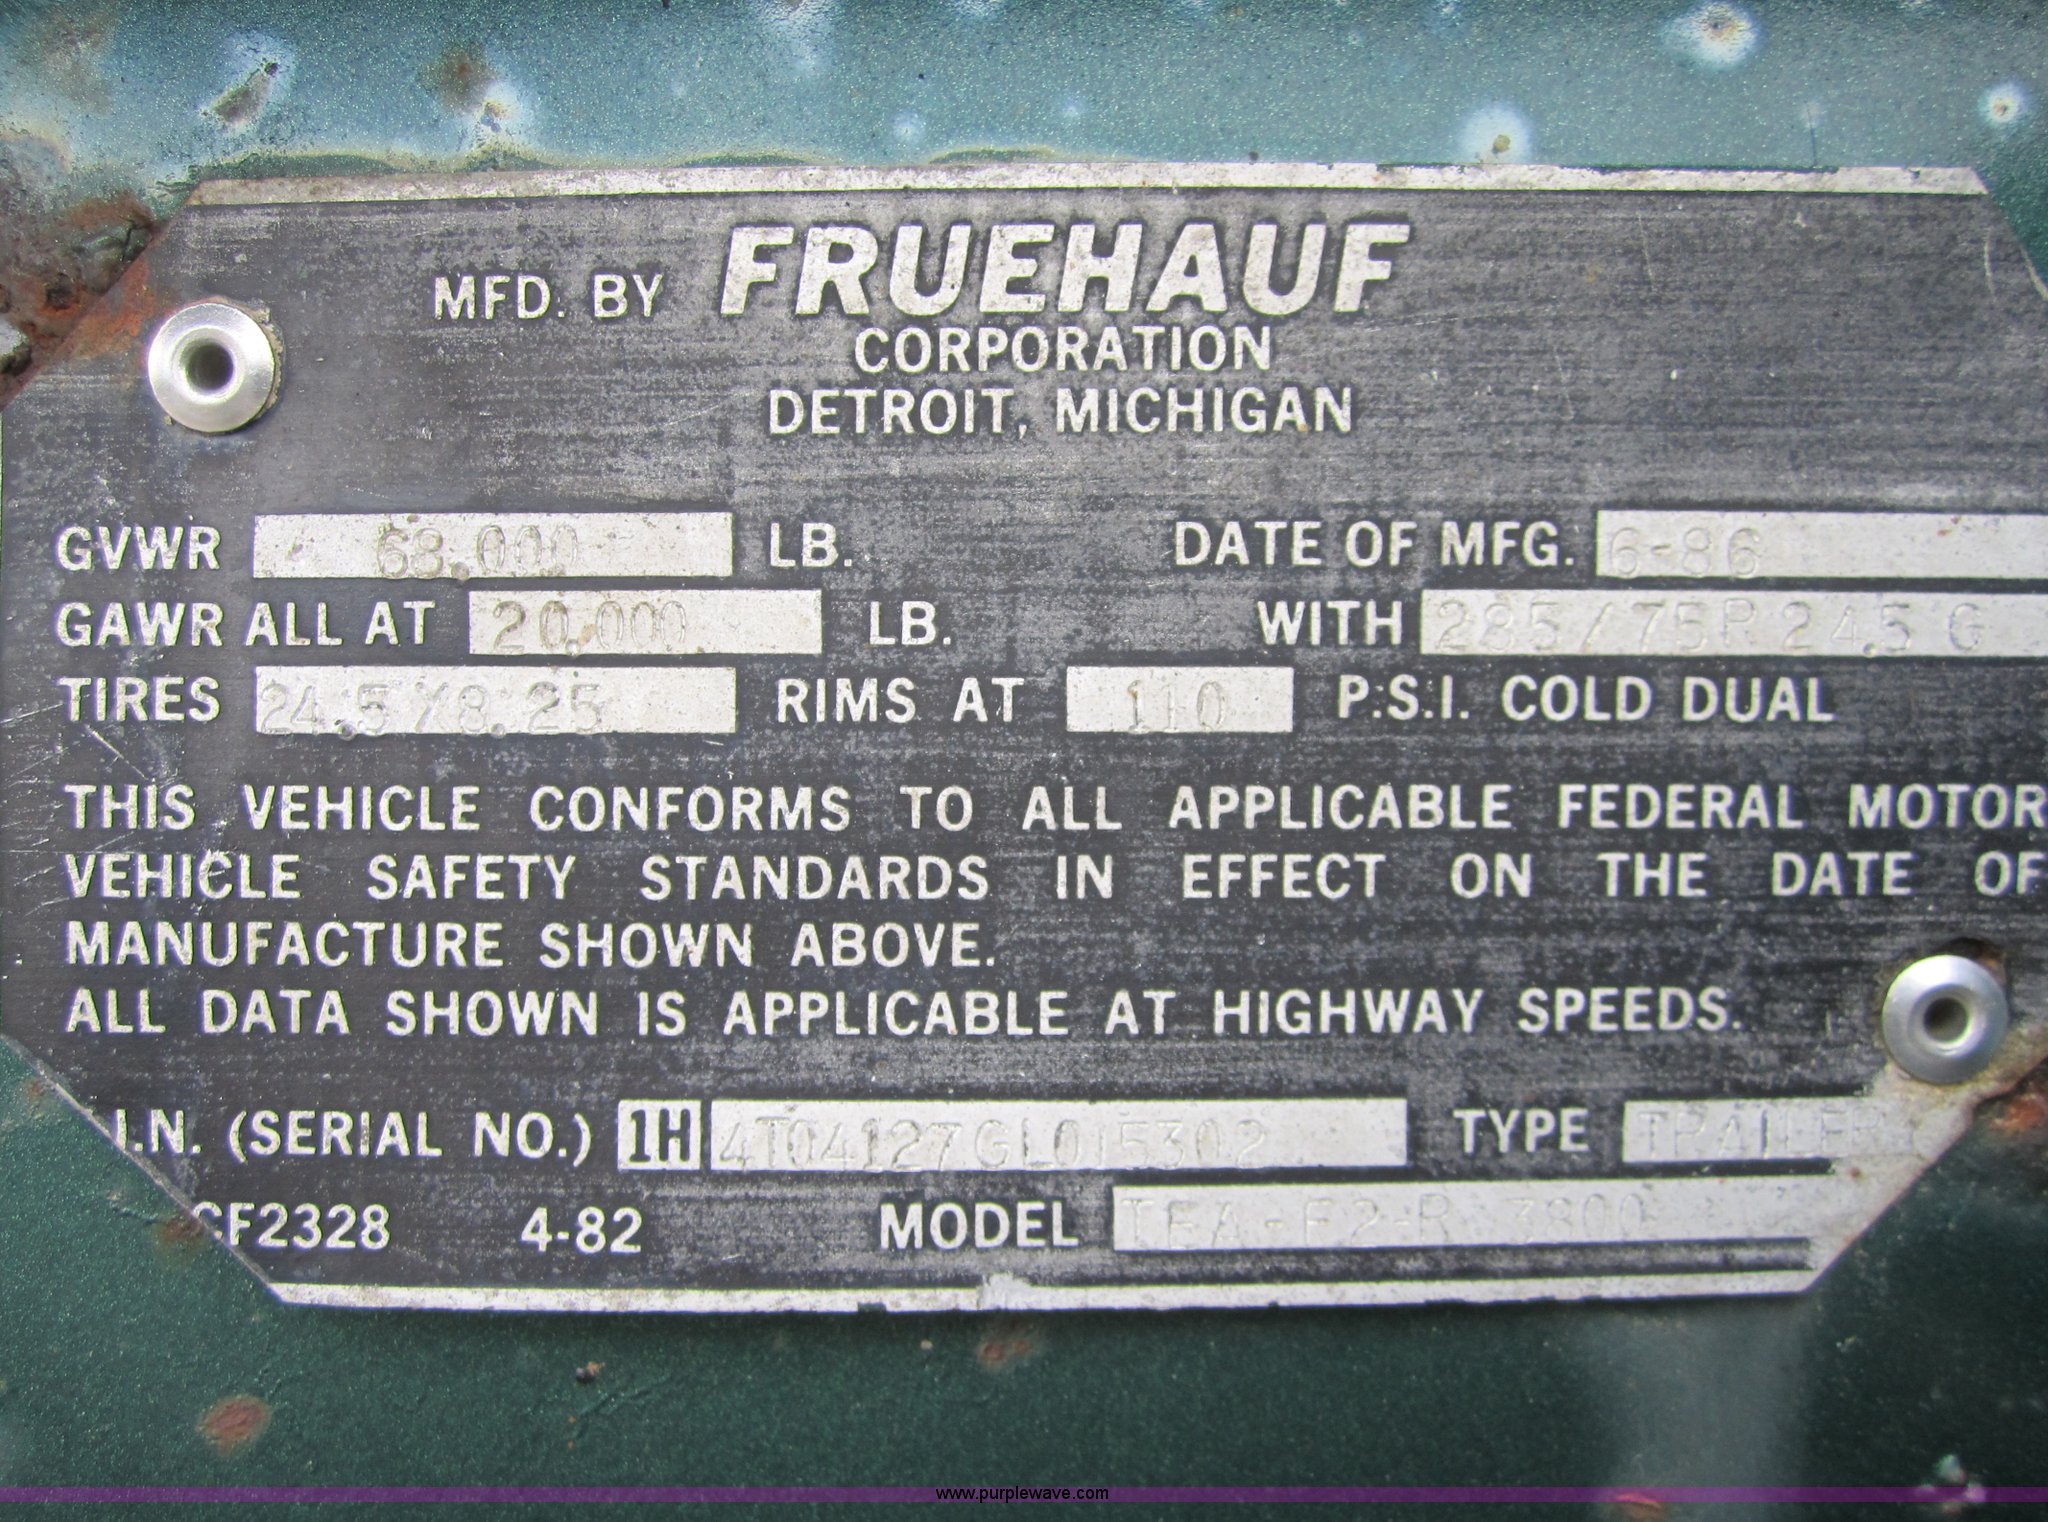 MFD. BY FRUEHAUF
CORPORATION
DETROIT, MICHIGAN
GVWR 68.000 LB. DATE OF MFG. 6-86
GAWR ALL AT 20.000 LB. WITH 285/75R 24.5 G
TIRES 24.5X8.25 RIMS AT 110 P.S.I. COLD DUAL
THIS VEHICLE CONFORMS TO ALL APPLICABLE FEDERAL MOTOR
VEHICLE SAFETY STANDARDS IN EFFECT ON THE DATE OF
MANUFACTURE SHOWN ABOVE.
ALL DATA SHOWN IS APPLICABLE AT HIGHWAY SPEEDS.
.I.N. (SERIAL NO.) 1H 4T04127GL015302 TYPE TRAILER
CF2328 4-82 MODEL 3800
www.purplewave.com